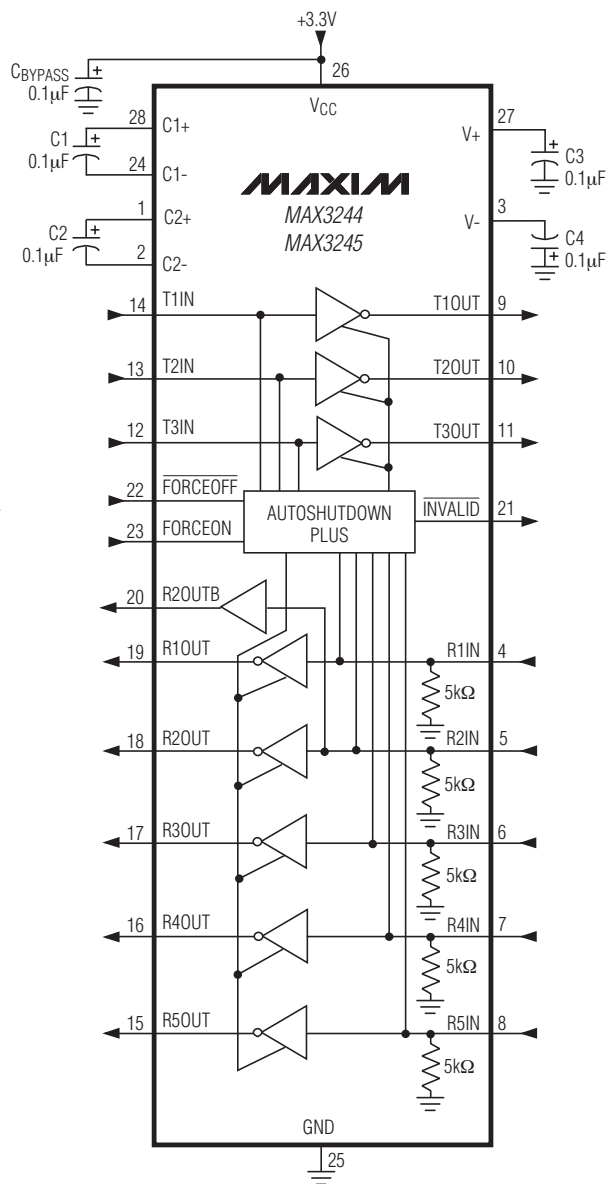 +3.3V
CBYPASS
+
0.1µF
26
VCC
28
C1+
C1
+
0.1µF
24
C1-
27
V+
+
C3
0.1µF
MAXIM
MAX3244
MAX3245
1
C2+
C2
+
0.1µF
2
C2-
3
V-
C4
+
0.1µF
14
T1IN
T1OUT
9
13
T2IN
T2OUT
10
12
T3IN
T3OUT
11
22
FORCEOFF
23
FORCEON
AUTOSHUTDOWN
PLUS
INVALID
21
20
R2OUTB
19
R1OUT
R1IN
4
5kΩ
18
R2OUT
R2IN
5
5kΩ
17
R3OUT
R3IN
6
5kΩ
16
R4OUT
R4IN
7
5kΩ
15
R5OUT
R5IN
8
5kΩ
GND
25